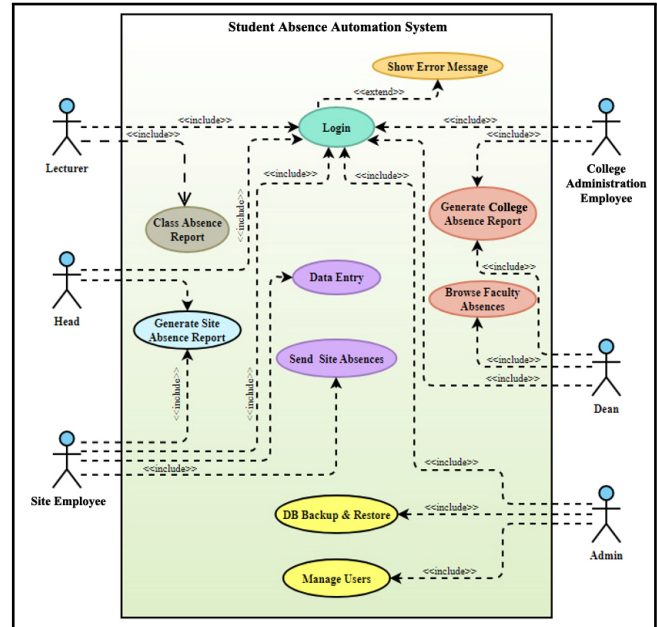 Student Absence Automation System
Show Error Message
<<extend>>
<<include>>
<<include>>
Login
<<include>>
<<include>>
Lecturer
<<include>>
<<include>>
<<include>>
College
Administration
Employee
<<include>>
Class Absence
Report
Generate College
Absence Report
<<include>>
Data Entry
Head
Browse Faculty
Absences
Generate Site
Absence Report
Send Site Absences
<<include>>
<<include>>
<<include>>
<<include>>
Dean
<<include>>
<<include>>
Site Employee
DB Backup & Restore
<<include>>
Admin
Manage Users
<<include>>